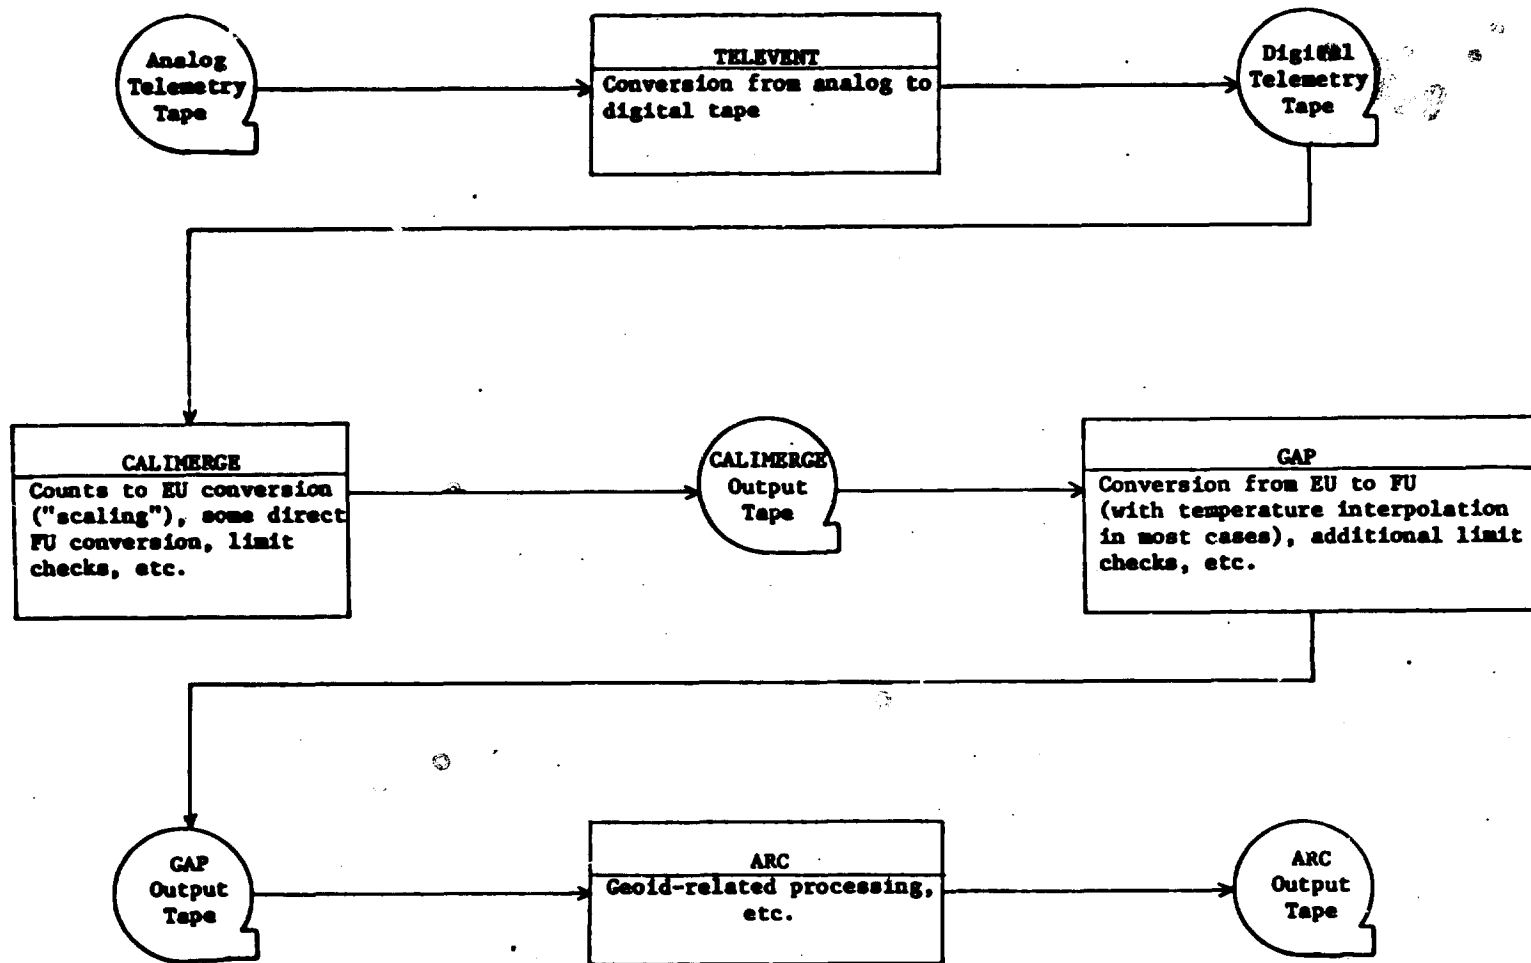 Analog
Telemetry
Tape
TELEVENT
Conversion from analog to
digital tape
Digital
Telemetry
Tape
CALIMERGE
Counts to EU conversion
("scaling"), some direct
FU conversion, limit
checks, etc.
CALIMERGE
Output
Tape
GAP
Conversion from EU to FU
(with temperature interpolation
in most cases), additional limit
checks, etc.
GAP
Output
Tape
ARC
Geoid-related processing,
etc.
ARC
Output
Tape